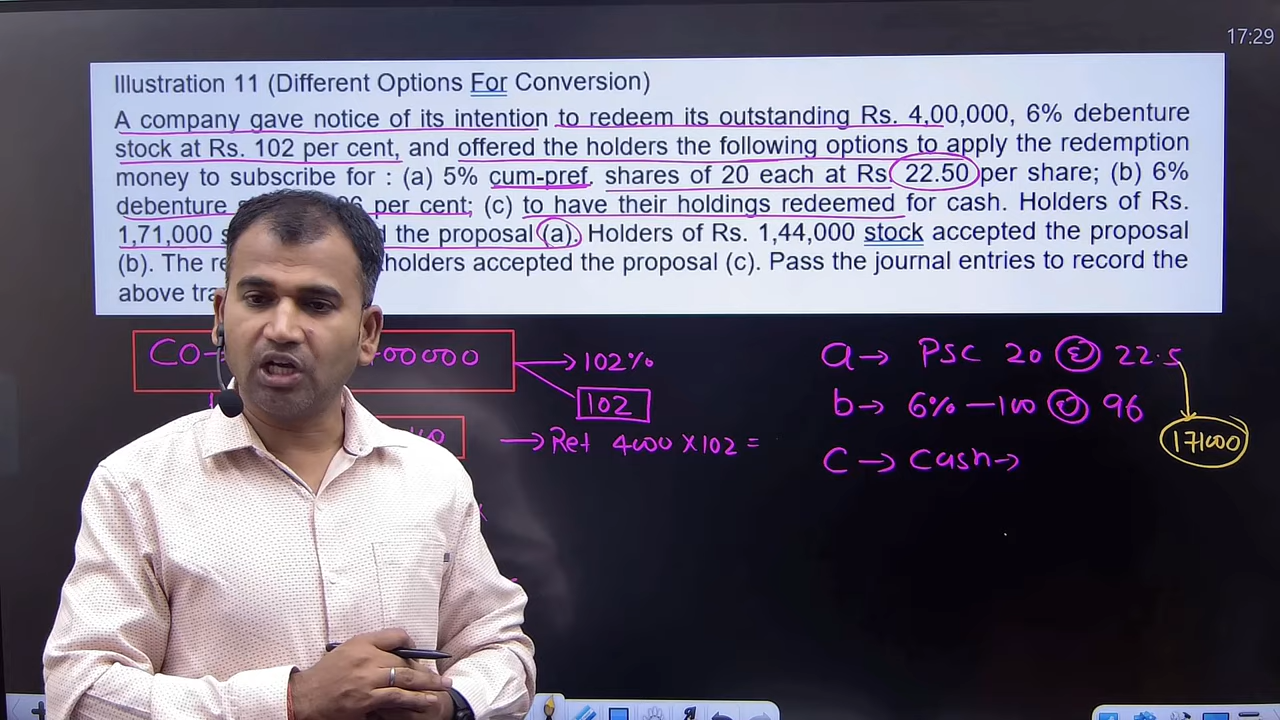 17:29
Illustration 11 (Different Options For Conversion)
A company gave notice of its intention to redeem its outstanding Rs. 4,00,000, 6% debenture
stock at Rs. 102 per cent, and offered the holders the following options to apply the redemption
money to subscribe for : (a) 5% cum-pref. shares of 20 each at Rs 22.50 per share; (b) 6%
debenture per cent; (c) to have their holdings redeemed for cash. Holders of Rs.
1,71,000 the proposal (a). Holders of Rs. 1,44,000 stock accepted the proposal
(b). The holders accepted the proposal (c). Pass the journal entries to record the
above
CO 00000 → 102%
102
→ Ret 4000 X 102 =
a → PSC 20 @ 22.5
b → 6% — 100 @ 96
C → Cash →
171000